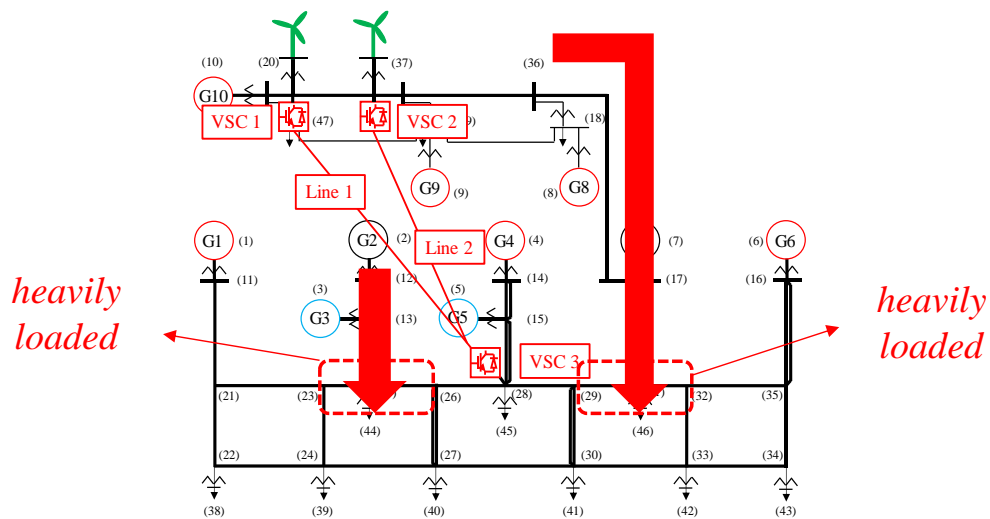 (20)
(37)
(10)
(36)
G10
VSC 1
(47)
VSC 2
9)
(18)
G9
(9)
(8)
G8
Line 1
G1
(1)
G2
(2)
Line 2
G4
(4)
(7)
(6)
G6
(11)
(12)
(14)
(17)
(16)
heavily
loaded
(3)
G3
(13)
(5)
G5
(15)
heavily
loaded
VSC 3
(21)
(23)
(26)
(28)
(29)
(32)
(35)
(44)
(45)
(46)
(22)
(24)
(27)
(30)
(33)
(34)
(38)
(39)
(40)
(41)
(42)
(43)